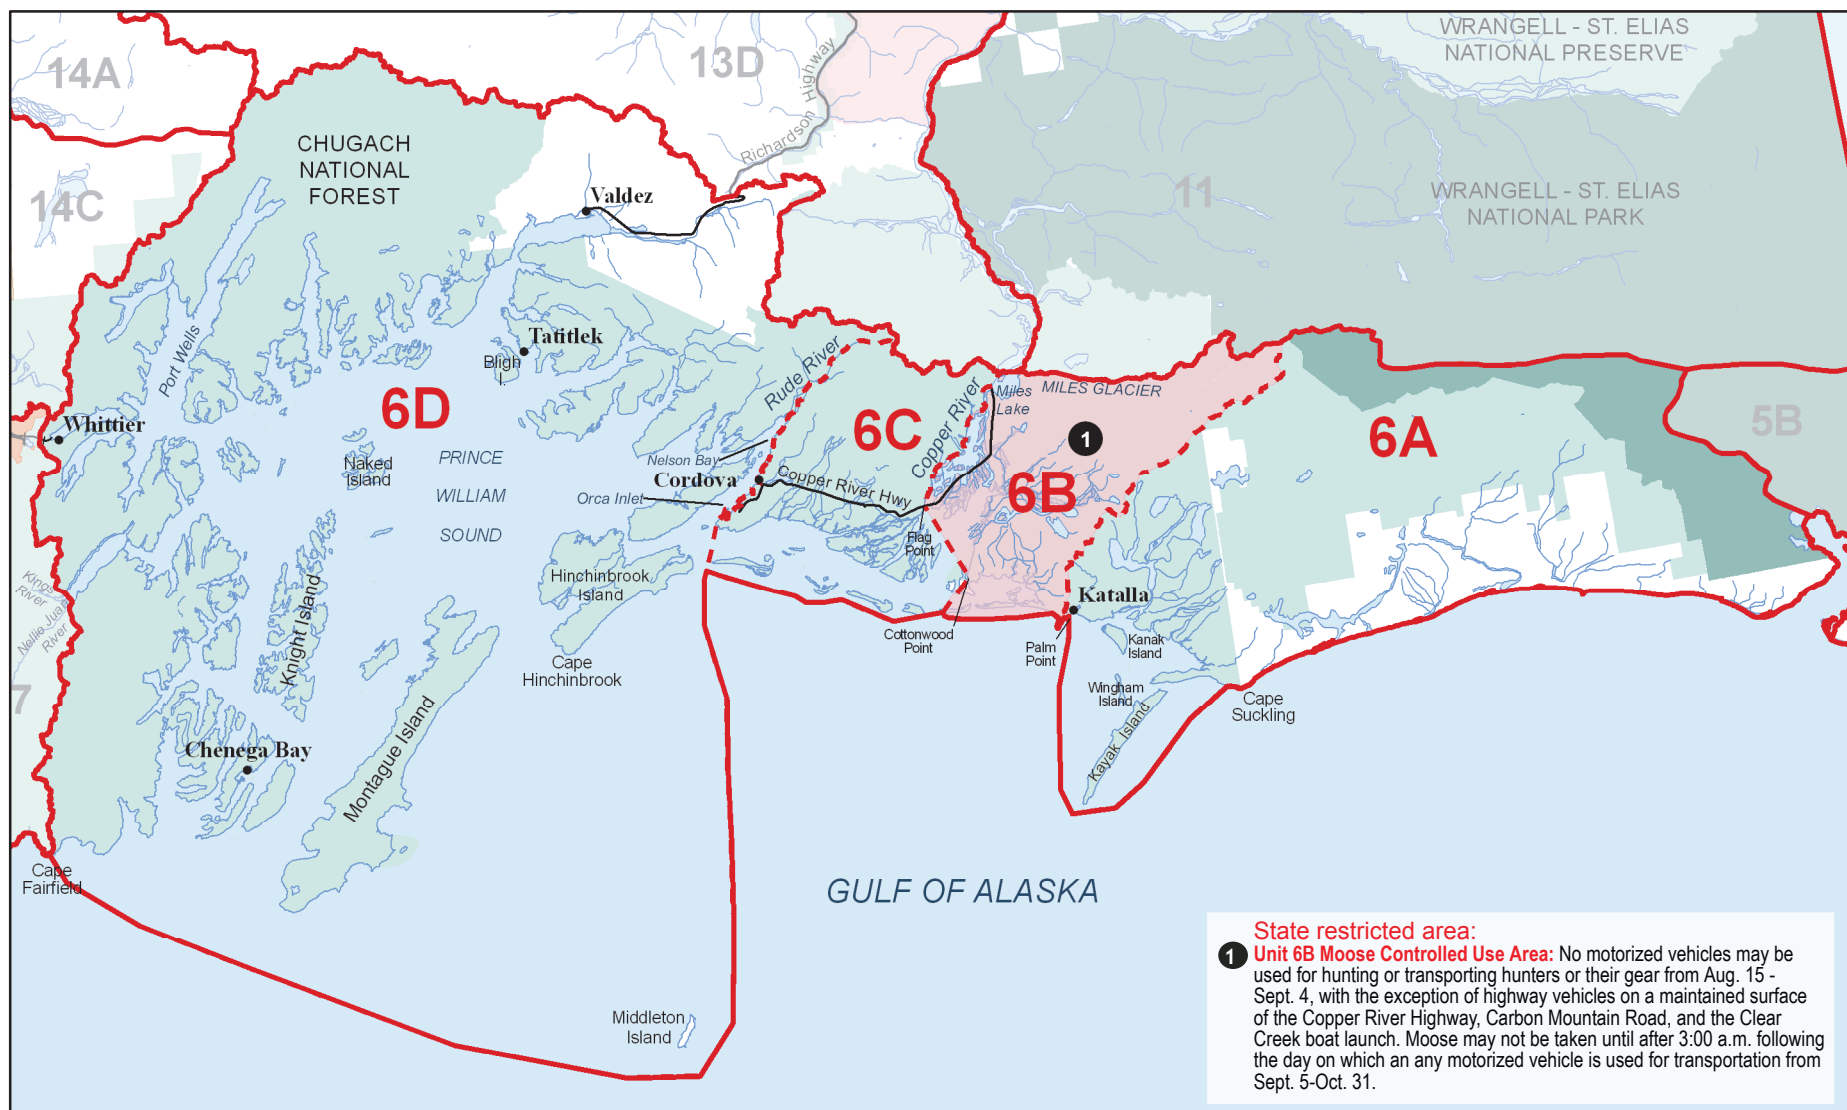 14A
13D
Richardson Highway
WRANGELL - ST. ELIAS
NATIONAL PRESERVE
CHUGACH
NATIONAL
FOREST
14C
Valdez
11
WRANGELL - ST. ELIAS
NATIONAL PARK
Port Wells
Tatitlek
Bligh
I.
Rude River
Copper River
Miles
Lake
MILES GLACIER
Whittier
6D
6C
1
6A
5B
Naked
Island
PRINCE
WILLIAM
SOUND
Nelson Bay
Cordova
Orca Inlet
Copper River Hwy
6B
Flag
Point
Kings
River
Nellie Juan
River
Knight Island
Hinchinbrook
Island
Katalla
Cottonwood
Point
Palm
Point
Kanak
Island
Cape
Hinchinbrook
Wingham
Island
Kayak Island
Cape
Suckling
7
Chenega Bay
Montague Island
Cape
Fairfield
GULF OF ALASKA
Middleton
Island
State restricted area:
1 Unit 6B Moose Controlled Use Area: No motorized vehicles may be
used for hunting or transporting hunters or their gear from Aug. 15 -
Sept. 4, with the exception of highway vehicles on a maintained surface
of the Copper River Highway, Carbon Mountain Road, and the Clear
Creek boat launch. Moose may not be taken until after 3:00 a.m. following
the day on which an any motorized vehicle is used for transportation from
Sept. 5-Oct. 31.